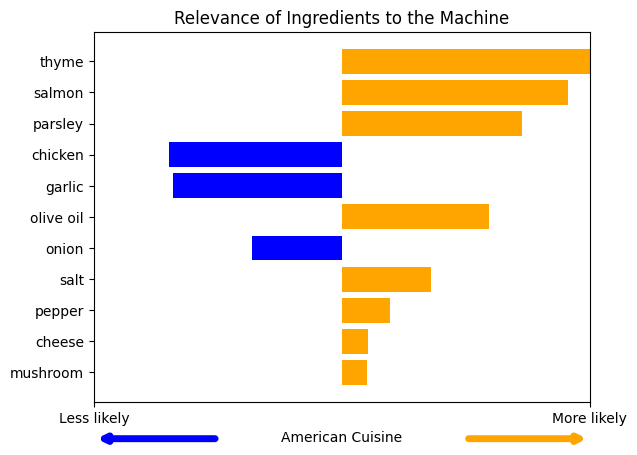 Relevance of Ingredients to the Machine
thyme
salmon
parsley
chicken
garlic
olive oil
onion
salt
pepper
cheese
mushroom
Less likely More likely
American Cuisine